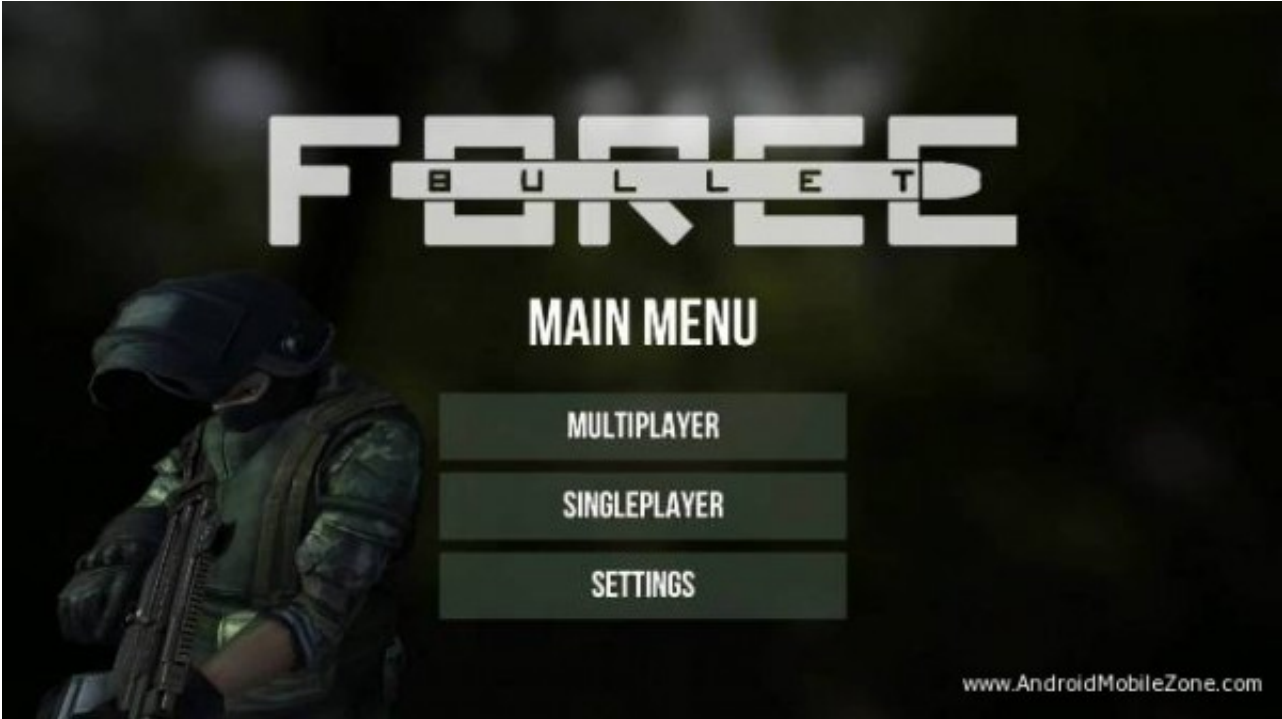 FORCE
BULLET
MAIN MENU
MULTIPLAYER
SINGLEPLAYER
SETTINGS
www.AndroidMobileZone.com